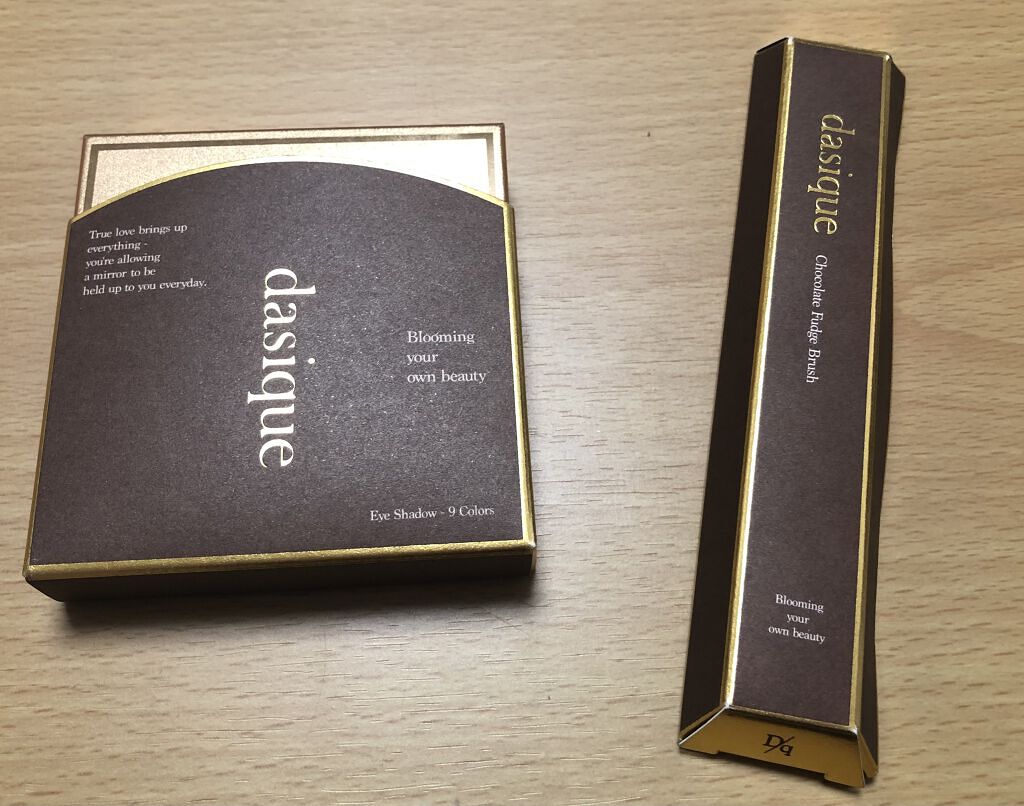 True love brings up
everything -
you're allowing
a mirror to be
held up to you everyday.
dasique
Blooming
your
own beauty
Eye Shadow - 9 Colors
dasique
Chocolate Fudge Brush
Blooming
your
own beauty
D/q